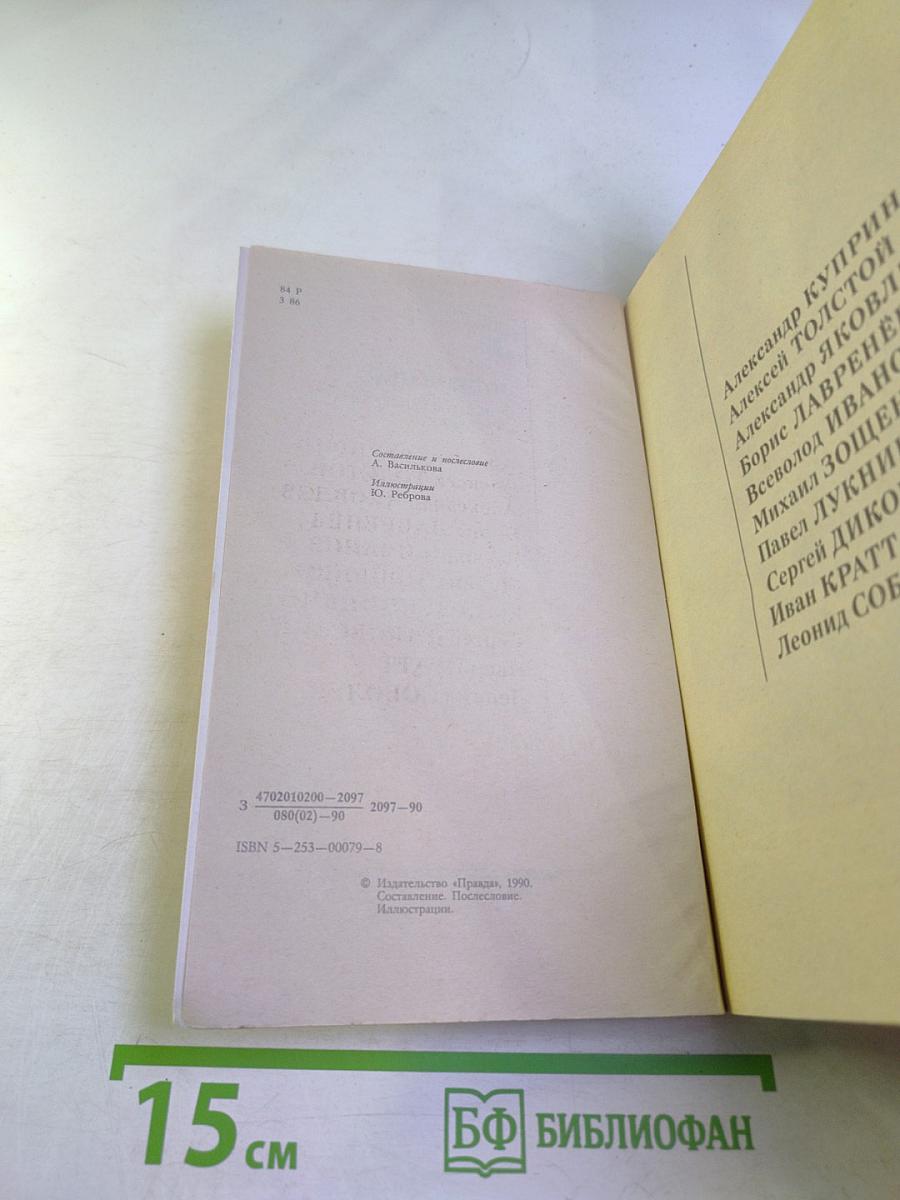 84 Р
З 86
Составление и послесловие
А. Василькова
Иллюстрации
Ю. Реброва
З 4702010200—2097 2097—90
080(02)—90
ISBN 5—253—00079—8
© Издательство «Правда», 1990.
Составление. Послесловие.
Иллюстрации.
Александр КУПРИН
Алексей ТОЛСТОЙ
Александр
Борис
Всеволод
Михаил
Павел
Сергей
Иван КРАТТ
Леонид
15 см
БФ БИБЛИОФАН